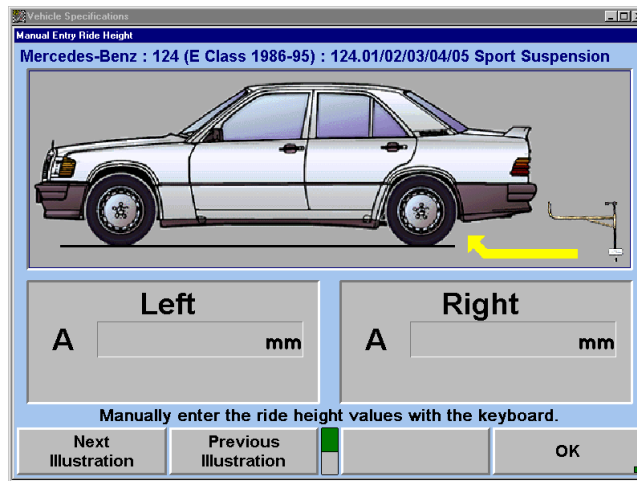 Vehicle Specifications
Manual Entry Ride Height
Mercedes-Benz : 124 (E Class 1986-95) : 124.01/02/03/04/05 Sport Suspension
Left
Right
A mm
A mm
Manually enter the ride height values with the keyboard.
Next
Illustration
Previous
Illustration
OK